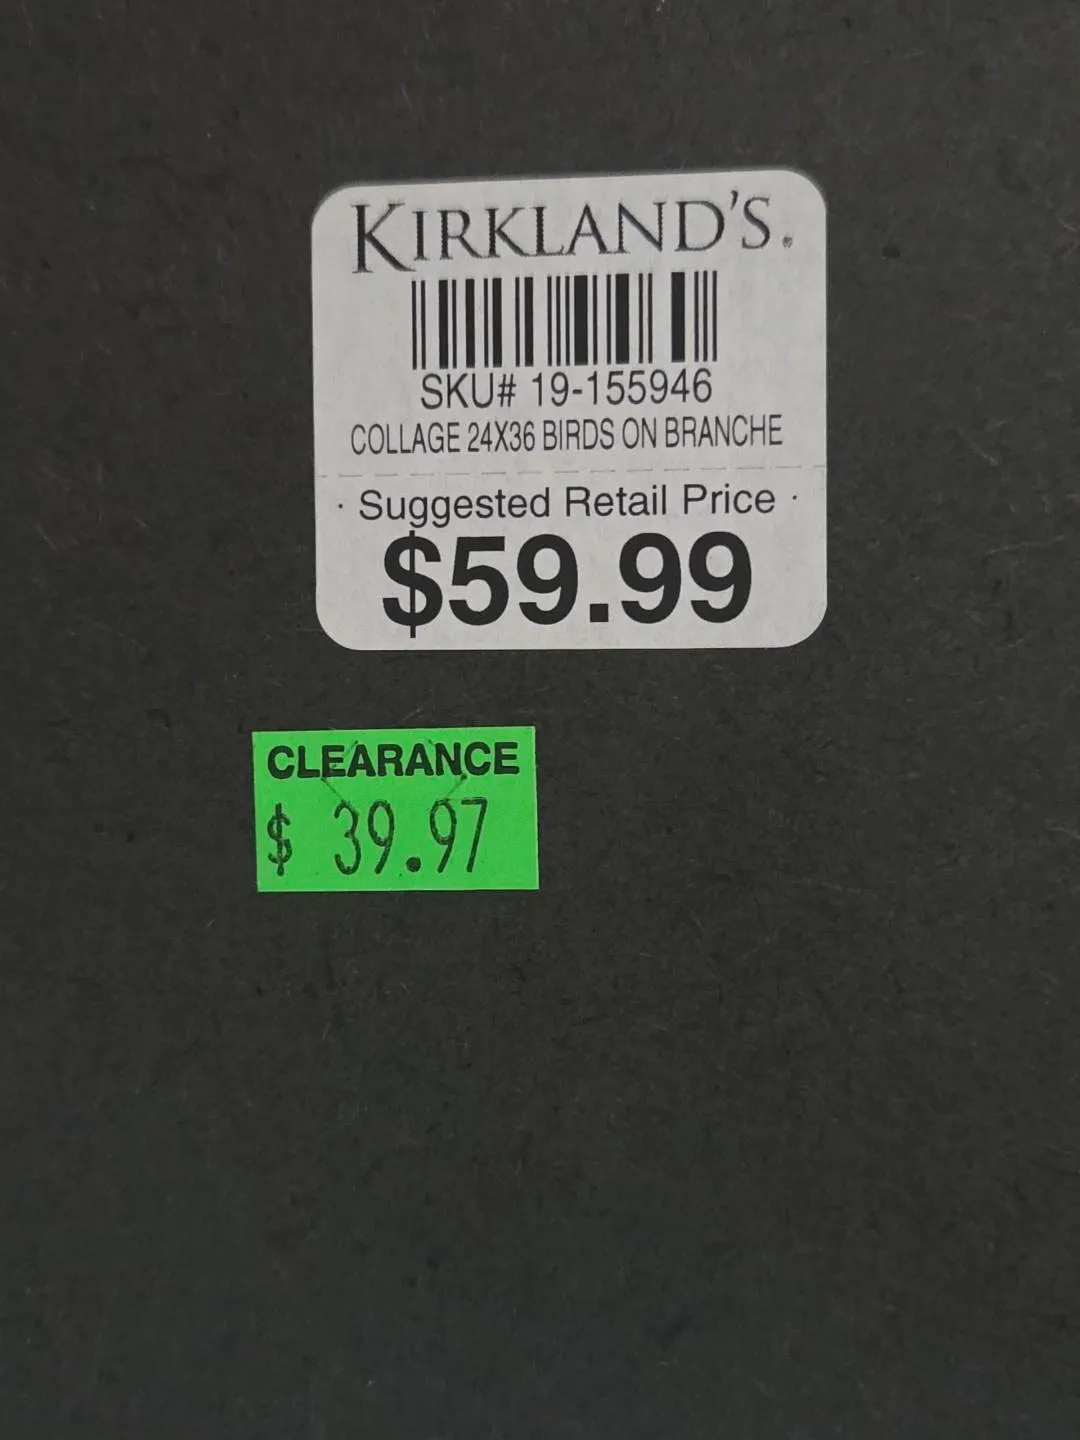 KIRKLAND'S.
SKU# 19-155946
COLLAGE 24X36 BIRDS ON BRANCHE
· Suggested Retail Price ·
$59.99
CLEARANCE
$ 39.97